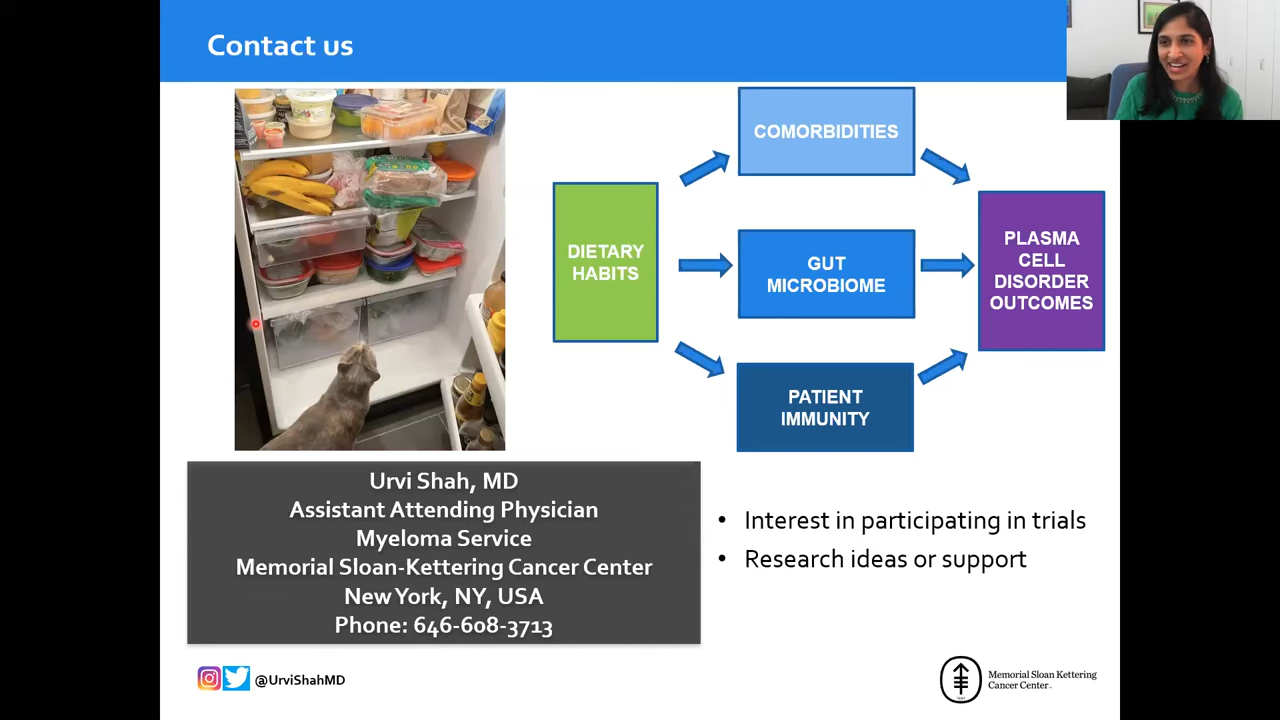 Contact us
COMORBIDITIES
DIETARY
HABITS
GUT
MICROBIOME
PLASMA
CELL
DISORDER
OUTCOMES
PATIENT
IMMUNITY
Urvi Shah, MD
Assistant Attending Physician
Myeloma Service
Memorial Sloan-Kettering Cancer Center
New York, NY, USA
Phone: 646-608-3713
• Interest in participating in trials
• Research ideas or support
@UrviShahMD
Memorial Sloan Kettering
Cancer Center